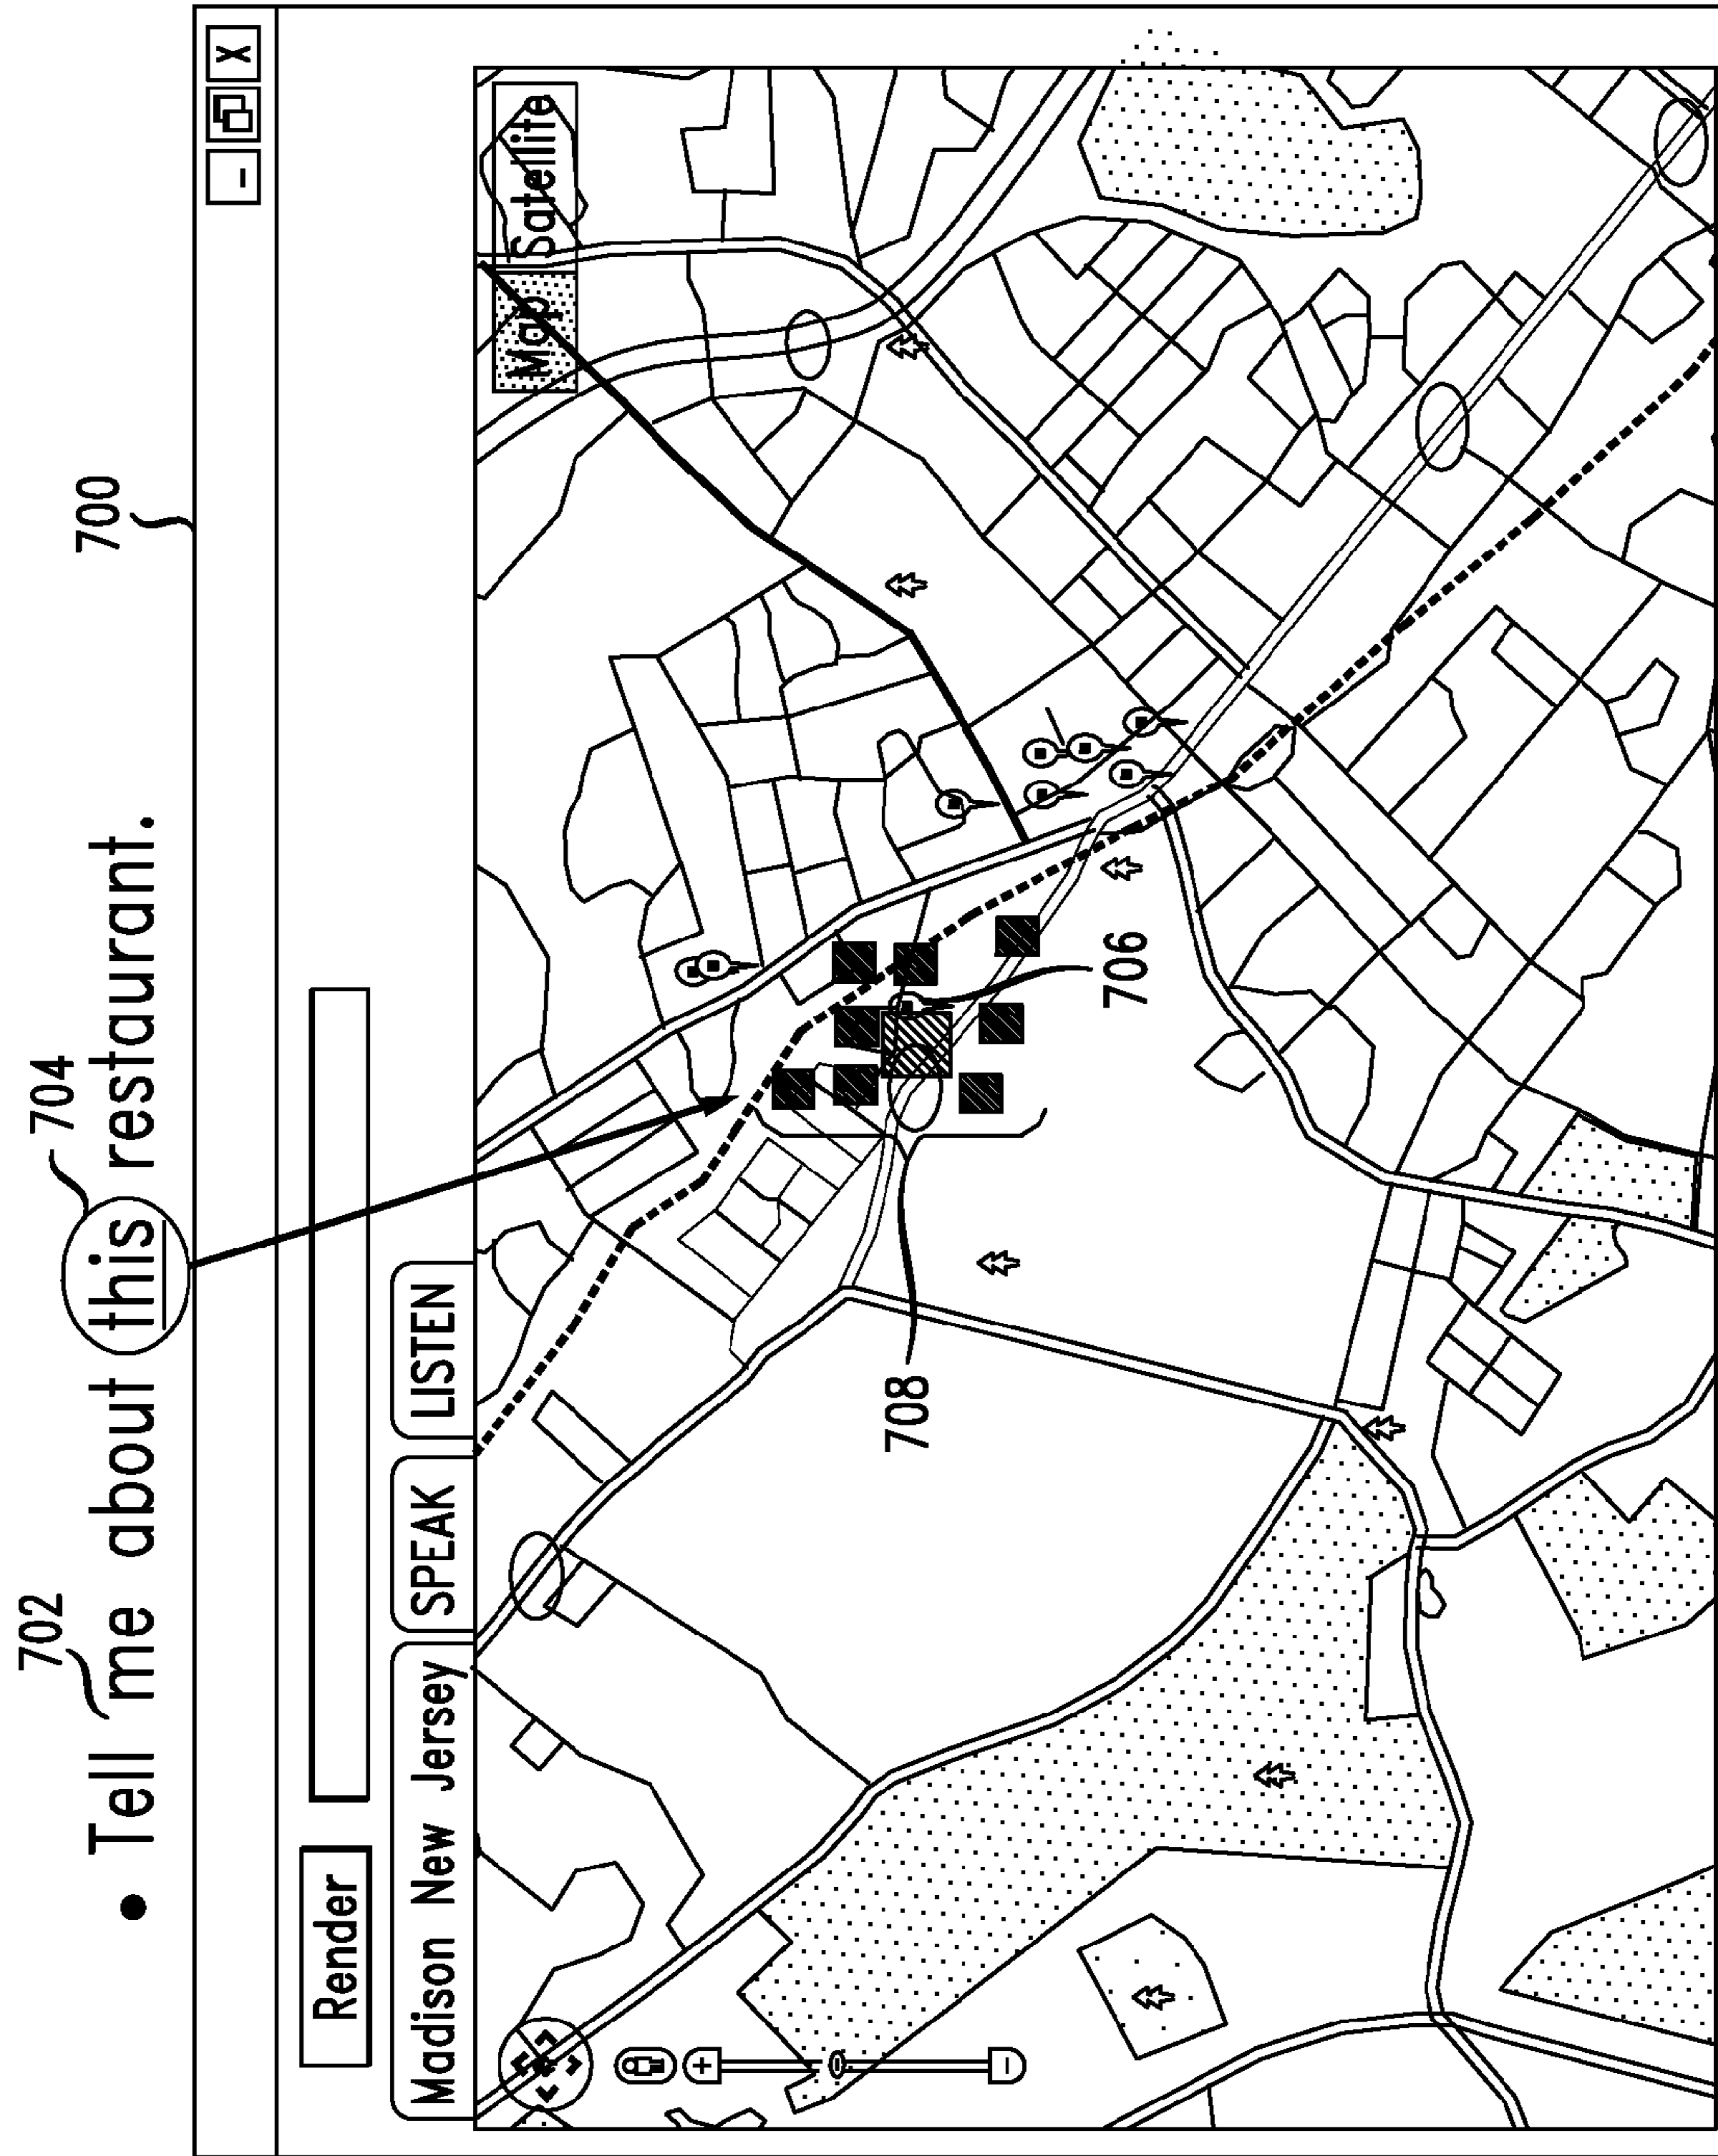 702
704
700
• Tell me about this restaurant.
- X
Render
Madison New Jersey SPEAK LISTEN
Map Satellite
+
-
708
706